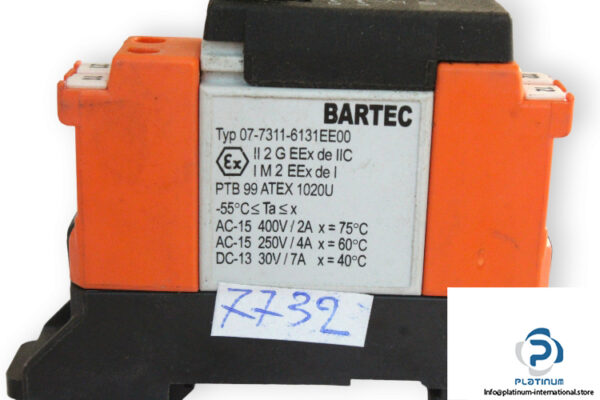 BARTEC
Typ 07-7311-6131EE00
Ex II 2 G EEx de IIC
I M 2 EEx de I
PTB 99 ATEX 1020U
-55°C ≤ Ta ≤ x
AC-15 400V / 2A x = 75°C
AC-15 250V / 4A x = 60°C
DC-13 30V / 7A x = 40°C
7732
PLATINUM
Info@platinum-international.store